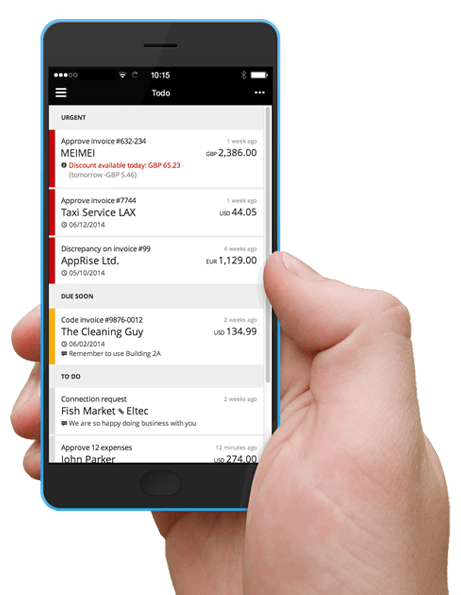 10:15
Todo
URGENT
Approve invoice #632-234 1 week ago
MEIMEI GBP 2,386.00
Discount available today: GBP 65.23
(tomorrow -GBP 5.46)
Approve invoice #7744 1 week ago
Taxi Service LAX USD 44.05
06/12/2014
Discrepancy on invoice #99 4 weeks ago
AppRise Ltd. EUR 1,129.00
05/10/2014
DUE SOON
Code invoice #9876-0012 2 weeks ago
The Cleaning Guy USD 134.99
06/02/2014
Remember to use Building 2A
TO DO
Connection request 2 weeks ago
Fish Market Eltec
We are so happy doing business with you
Approve 12 expenses 12 minutes ago
John Parker USD 274.00